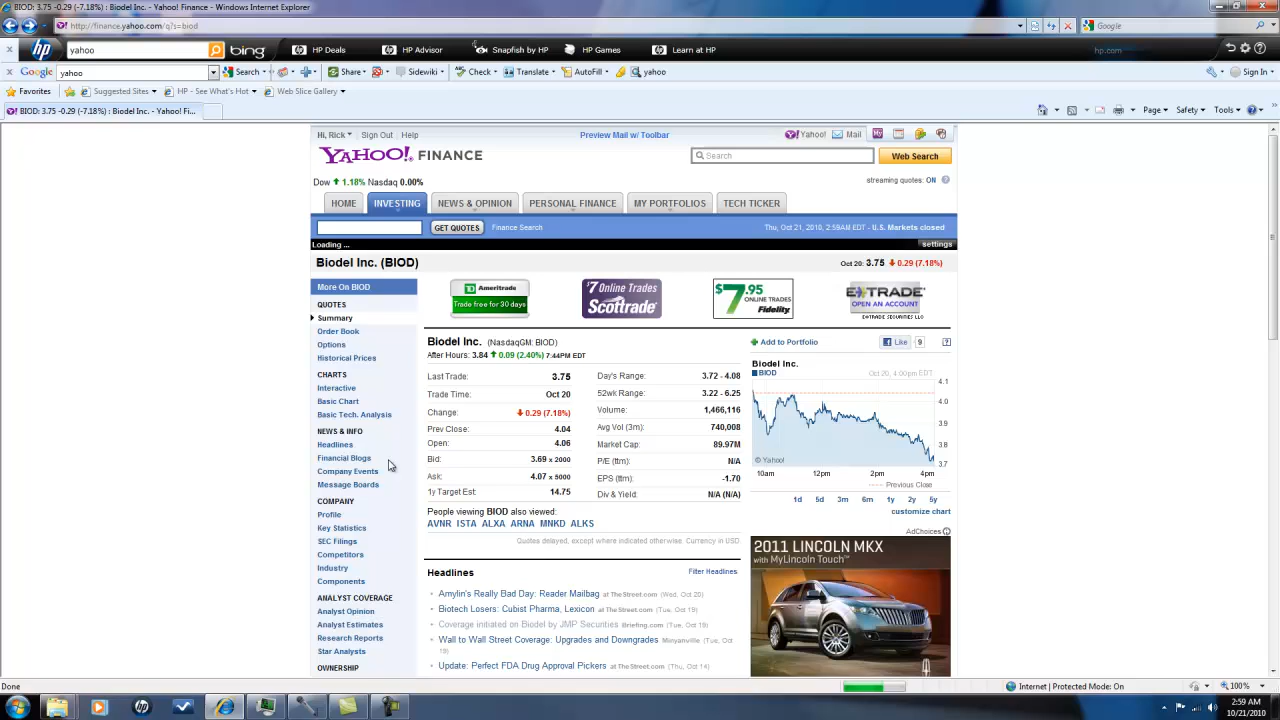 BIOD: 3.75 -0.29 (-7.18%) : Biodel Inc. - Yahoo! Finance - Windows Internet Explorer
http://finance.yahoo.com/q?s=biod
Google
yahoo
bing
HP Deals
HP Advisor
Snapfish by HP
HP Games
Learn at HP
hp.com
Google
yahoo
Search
Share
Sidewiki
Check
Translate
AutoFill
yahoo
Sign In
Favorites
Suggested Sites
HP - See What's Hot
Web Slice Gallery
BIOD: 3.75 -0.29 (-7.18%) : Biodel Inc. - Yahoo! Fi...
Page
Safety
Tools
Hi, Rick Sign Out Help
Preview Mail w/ Toolbar
Yahoo! Mail
YAHOO! FINANCE
Search
Web Search
Dow 1.18% Nasdaq 0.00%
streaming quotes: ON
HOME
INVESTING
NEWS & OPINION
PERSONAL FINANCE
MY PORTFOLIOS
TECH TICKER
GET QUOTES
Finance Search
Thu, Oct 21, 2010, 2:59AM EDT - U.S. Markets closed
Loading ...
settings
Biodel Inc. (BIOD)
Oct 20: 3.75 0.29 (7.18%)
More On BIOD
QUOTES
Summary
Order Book
Options
Historical Prices
CHARTS
Interactive
Basic Chart
Basic Tech. Analysis
NEWS & INFO
Headlines
Financial Blogs
Company Events
Message Boards
COMPANY
Profile
Key Statistics
SEC Filings
Competitors
Industry
Components
ANALYST COVERAGE
Analyst Opinion
Analyst Estimates
Research Reports
Star Analysts
OWNERSHIP
TD Ameritrade
Trade free for 30 days
$7 Online Trades
Scottrade
$7.95 ONLINE TRADES
Fidelity
E*TRADE
OPEN AN ACCOUNT
E*TRADE SECURITIES LLC
Biodel Inc. (NasdaqGM: BIOD)
After Hours: 3.84 0.09 (2.40%) 7:44PM EDT
Last Trade: 3.75
Trade Time: Oct 20
Change: 0.29 (7.18%)
Prev Close: 4.04
Open: 4.06
Bid: 3.69 x 2000
Ask: 4.07 x 5000
1y Target Est: 14.75
Day's Range: 3.72 - 4.08
52wk Range: 3.22 - 6.25
Volume: 1,466,116
Avg Vol (3m): 740,008
Market Cap: 89.97M
P/E (ttm): N/A
EPS (ttm): -1.70
Div & Yield: N/A (N/A)
People viewing BIOD also viewed:
AVNR ISTA ALXA ARNA MNKD ALKS
Quotes delayed, except where indicated otherwise. Currency in USD.
Headlines
Filter Headlines
Amylin's Really Bad Day: Reader Mailbag at TheStreet.com (Wed, Oct 20)
Biotech Losers: Cubist Pharma, Lexicon at TheStreet.com (Tue, Oct 19)
Coverage initiated on Biodel by JMP Securities Briefing.com (Tue, Oct 19)
Wall to Wall Street Coverage: Upgrades and Downgrades Minyanville (Tue, Oct
19)
Update: Perfect FDA Drug Approval Pickers at TheStreet.com (Thu, Oct 14)
Add to Portfolio
Like
9
Biodel Inc.
BIOD
Oct 20, 4:00pm EDT
4.1
4.0
3.9
3.8
3.7
© Yahoo!
10am 12pm 2pm 4pm
Previous Close
1d 5d 3m 6m 1y 2y 5y
customize chart
AdChoices
2011 LINCOLN MKX
with MyLincoln Touch™
Done
Internet | Protected Mode: On
100%
2:59 AM
10/21/2010